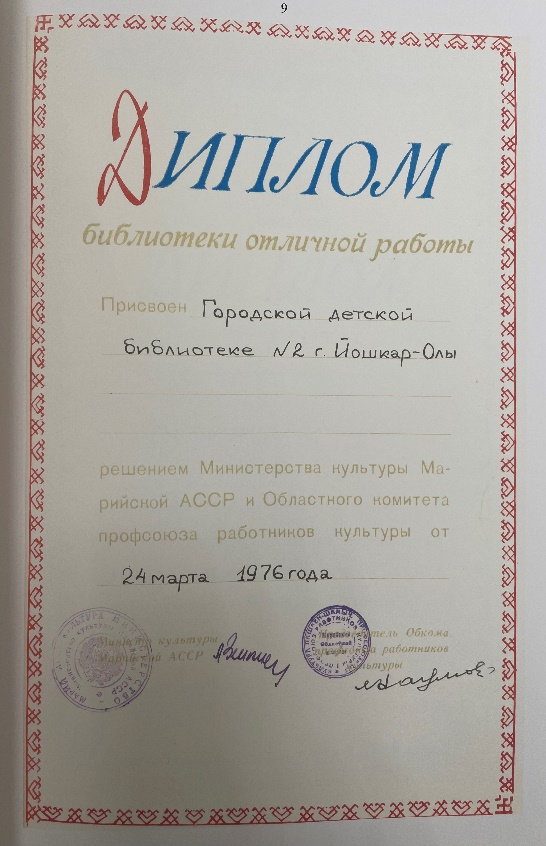 9
ДИПЛОМ
библиотеки отличной работы
Присвоен Городской детской
библиотеке №2 г. Йошкар-Олы
решением Министерства культуры Ма-
рийской АССР и Областного комитета
профсоюза работников культуры от
24 марта 1976 года
Министр культуры
Марийской АССР
Обкома
работников
культуры